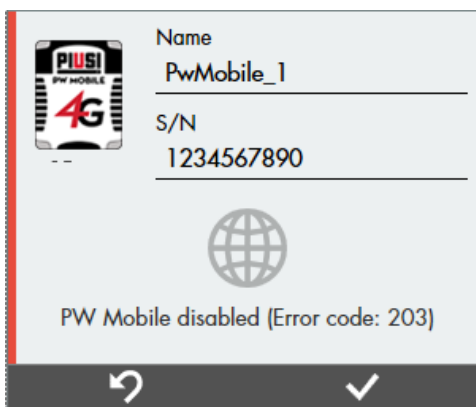 PIUSI
PW MOBILE
4G
--
Name
PwMobile_1
S/N
1234567890
PW Mobile disabled (Error code: 203)